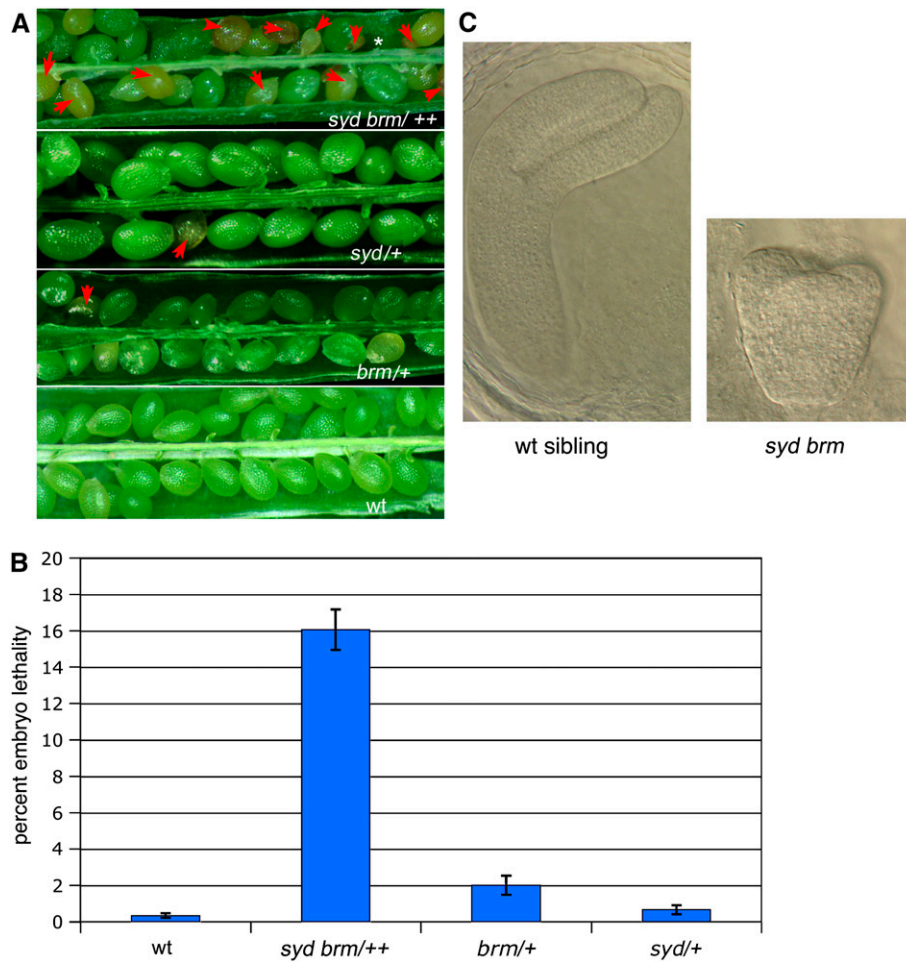 A
*
syd brm/ ++
syd/+
brm/+
wt
C
wt sibling
syd brm
B
percent embryo lethality
20
18
16
14
12
10
8
6
4
2
0
wt
syd brm/++
brm/+
syd/+